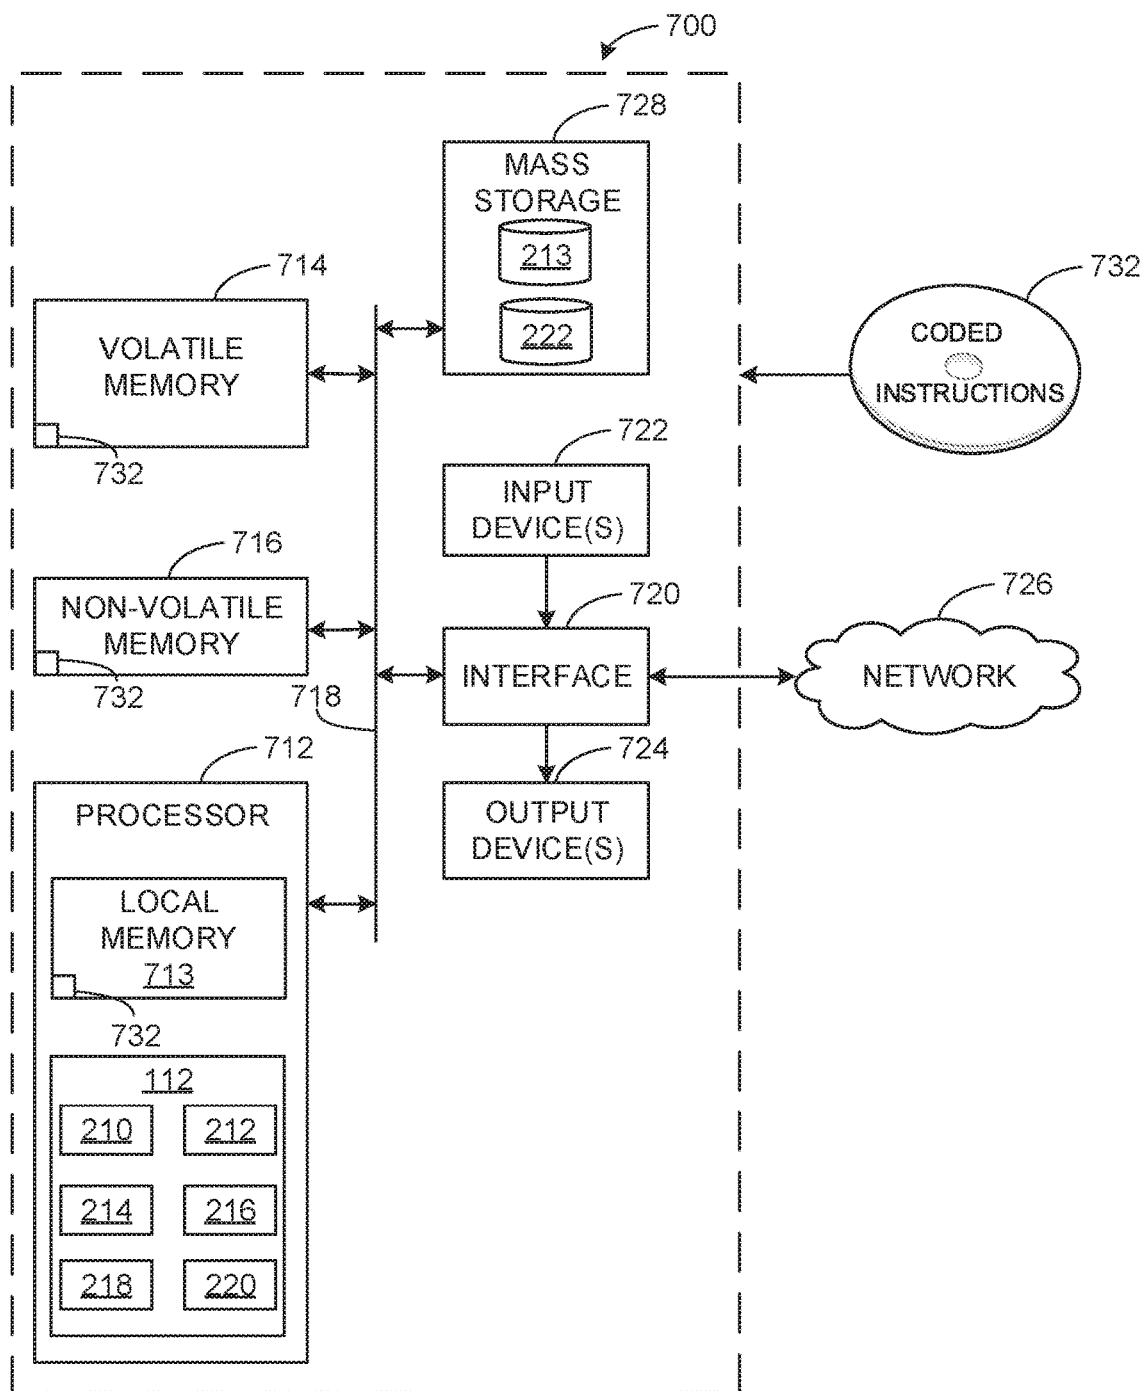 700
728
MASS
STORAGE
213
222
714
VOLATILE
MEMORY
732
732
CODED
INSTRUCTIONS
722
INPUT
DEVICE(S)
716
NON-VOLATILE
MEMORY
732
718
720
INTERFACE
726
NETWORK
724
OUTPUT
DEVICE(S)
712
PROCESSOR
LOCAL
MEMORY
713
732
112
210 212
214 216
218 220